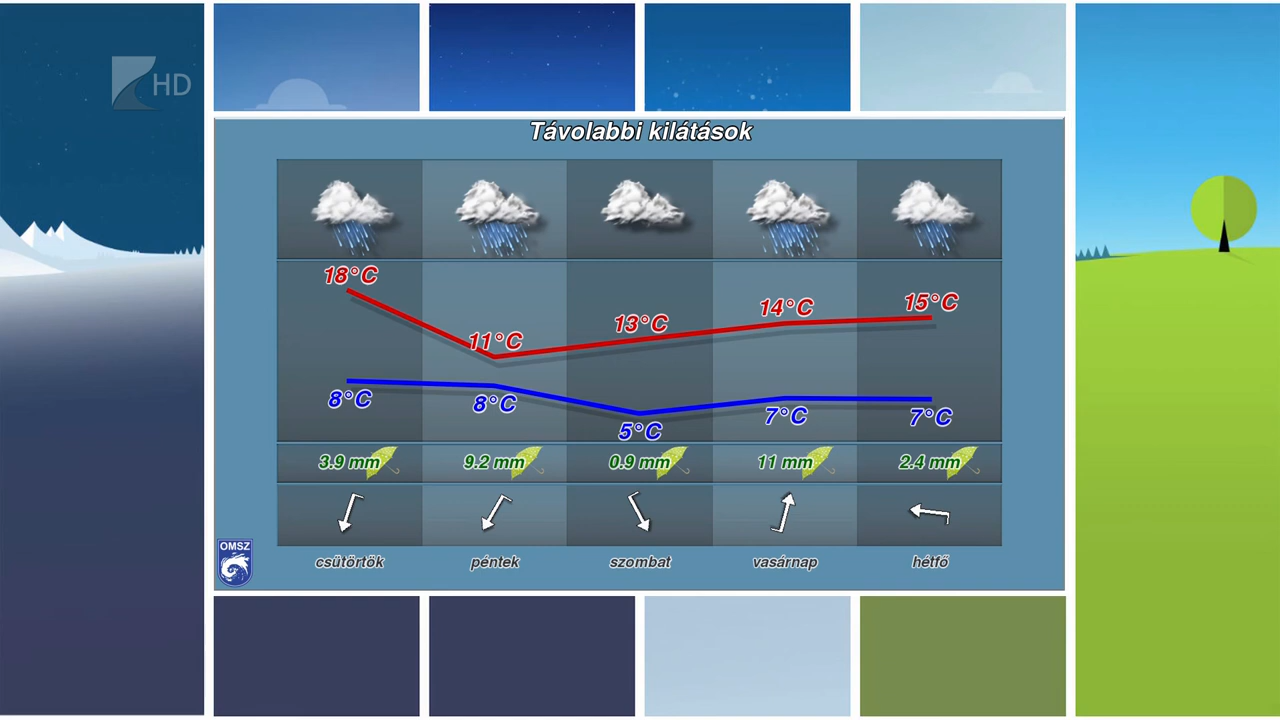 HD
Távolabbi kilátások
18°C
11°C
13°C
14°C
15°C
8°C
8°C
5°C
7°C
7°C
3.9 mm
9.2 mm
0.9 mm
11 mm
2.4 mm
OMSZ
csütörtök
péntek
szombat
vasárnap
hétfő